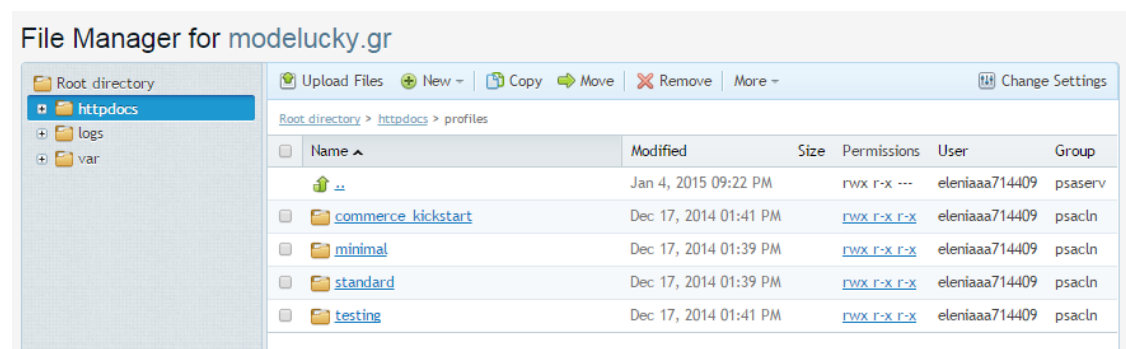 File Manager for modelucky.gr
Root directory
httpdocs
logs
var
Upload Files New Copy Move Remove More Change Settings
Root directory > httpdocs > profiles
Name Modified Size Permissions User Group
.. Jan 4, 2015 09:22 PM rwx r-x --- eleniaaa714409 psaserv
commerce_kickstart Dec 17, 2014 01:41 PM rwx r-x r-x eleniaaa714409 psacln
minimal Dec 17, 2014 01:39 PM rwx r-x r-x eleniaaa714409 psacln
standard Dec 17, 2014 01:39 PM rwx r-x r-x eleniaaa714409 psacln
testing Dec 17, 2014 01:41 PM rwx r-x r-x eleniaaa714409 psacln